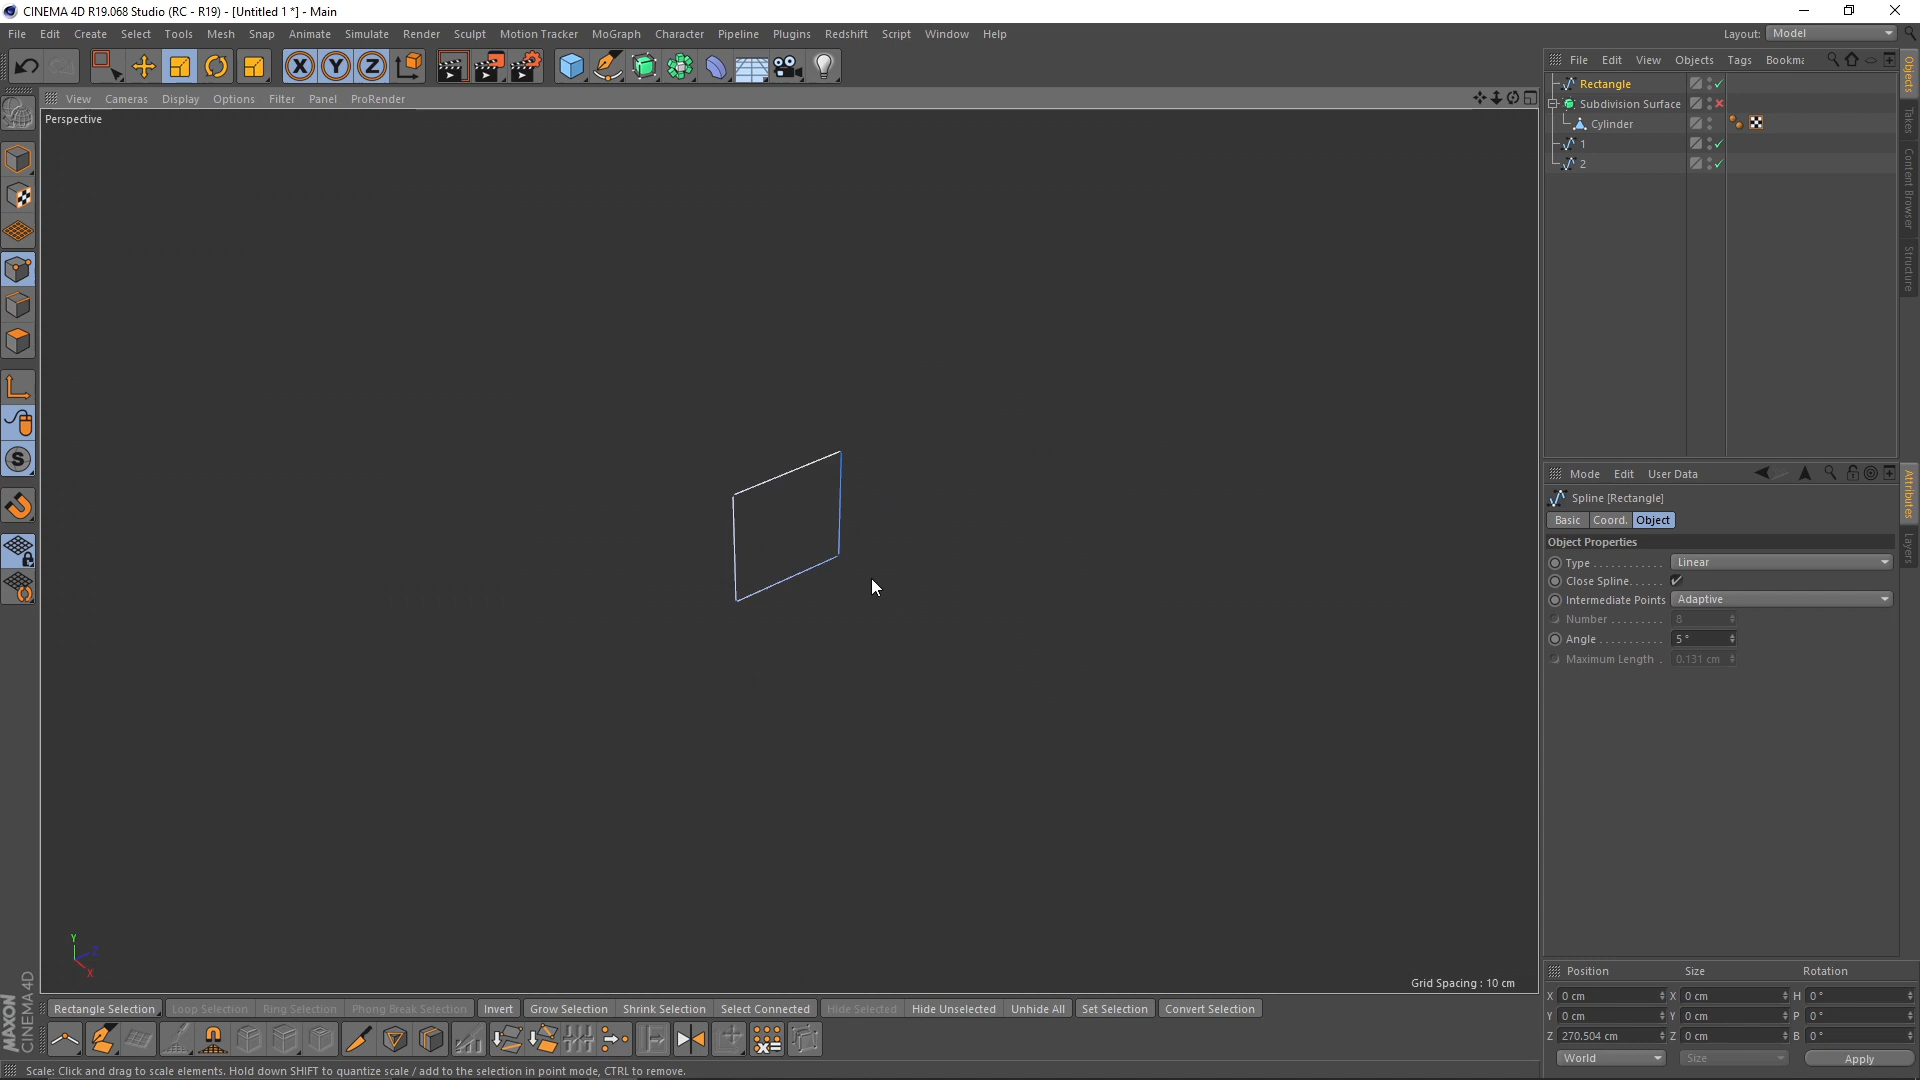 CINEMA 4D R19.068 Studio (RC - R19) - [Untitled 1 *] - Main
File Edit Create Select Tools Mesh Snap Animate Simulate Render Sculpt Motion Tracker MoGraph Character Pipeline Plugins Redshift Script Window Help
Layout: Model
View Cameras Display Options Filter Panel ProRender
Perspective
File Edit View Objects Tags Bookma
Rectangle
Subdivision Surface
Cylinder
1
2
Objects
Takes
Content Browser
Structure
Mode Edit User Data
Spline [Rectangle]
Basic Coord. Object
Object Properties
Type . . . . . . . . . . . . Linear
Close Spline. . . . . .
Intermediate Points Adaptive
Number . . . . . . . . . 8
Angle . . . . . . . . . . . 5 °
Maximum Length . 0.131 cm
Attributes
Layers
Y
Z
X
Grid Spacing : 10 cm
Position Size Rotation
X 0 cm X 0 cm H 0 °
Y 0 cm Y 0 cm P 0 °
Z 270.504 cm Z 0 cm B 0 °
World Size Apply
Rectangle Selection Loop Selection Ring Selection Phong Break Selection Invert Grow Selection Shrink Selection Select Connected Hide Selected Hide Unselected Unhide All Set Selection Convert Selection
MAXON
CINEMA 4D
Scale: Click and drag to scale elements. Hold down SHIFT to quantize scale / add to the selection in point mode, CTRL to remove.